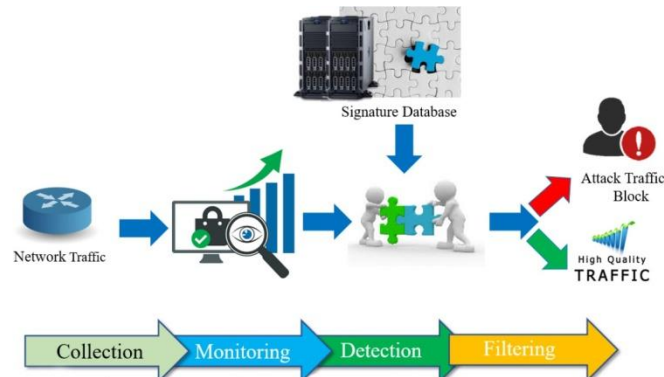 Signature Database
Attack Traffic
Block
Network Traffic
High Quality
TRAFFIC
Collection
Monitoring
Detection
Filtering